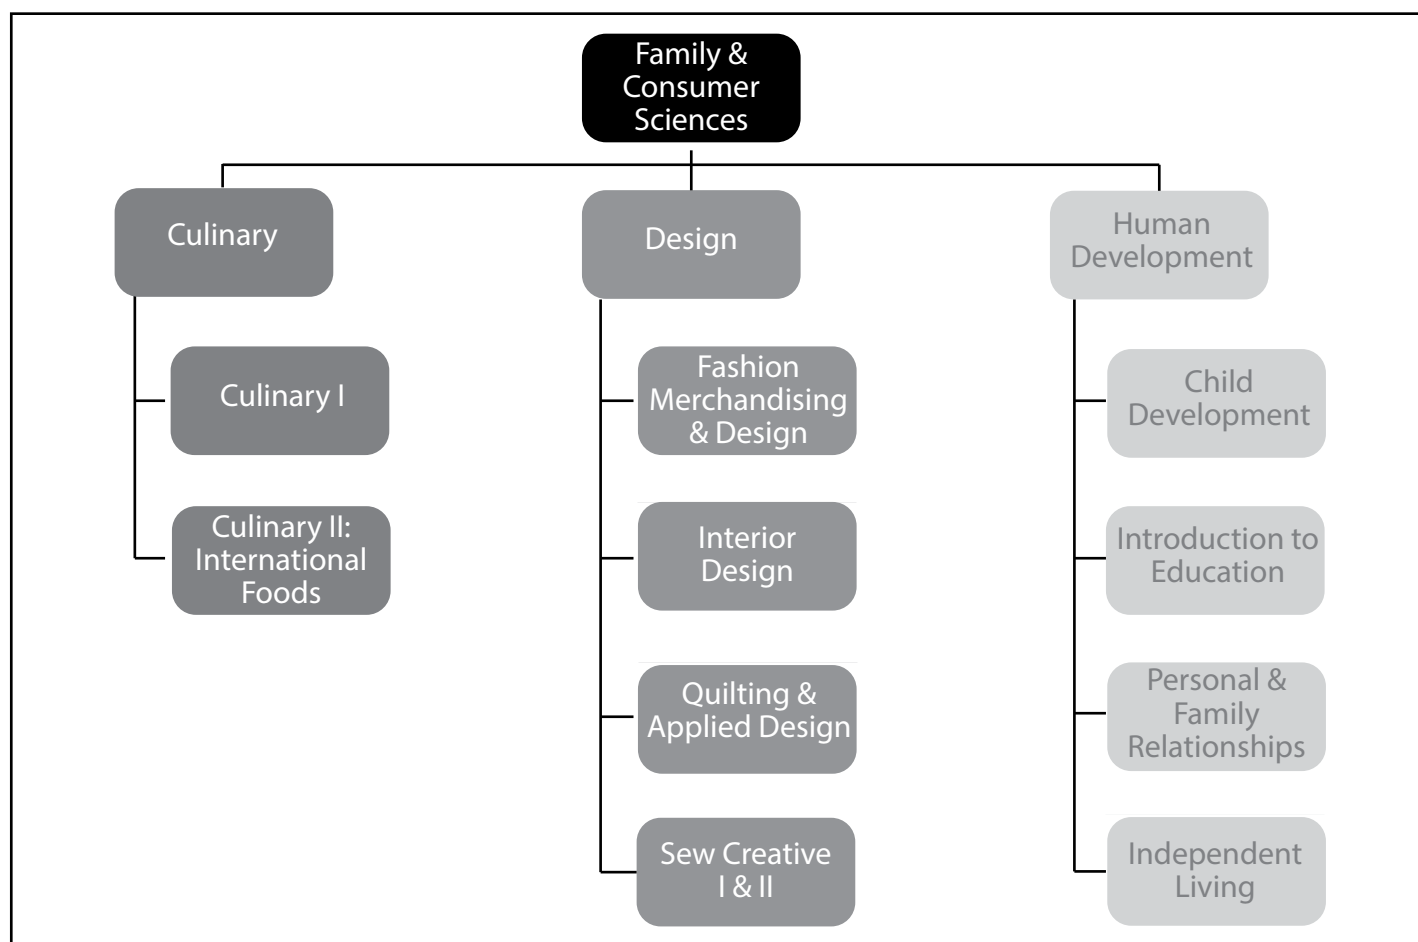 Family &
Consumer
Sciences
Culinary
Culinary I
Culinary II:
International
Foods
Design
Fashion
Merchandising
& Design
Interior
Design
Quilting &
Applied Design
Sew Creative
I & II
Human
Development
Child
Development
Introduction to
Education
Personal &
Family
Relationships
Independent
Living